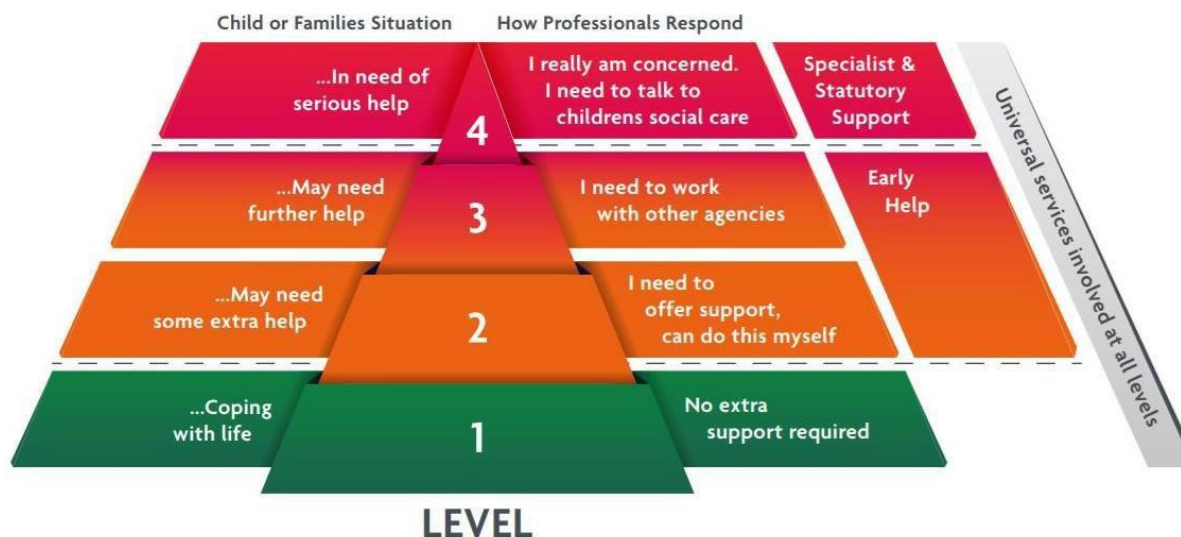 Child or Families Situation
How Professionals Respond
...In need of
serious help
4
I really am concerned.
I need to talk to
childrens social care
Specialist &
Statutory
Support
...May need
further help
3
I need to work
with other agencies
Early
Help
...May need
some extra help
2
I need to
offer support,
can do this myself
...Coping
with life
1
No extra
support required
Universal services involved at all levels
LEVEL